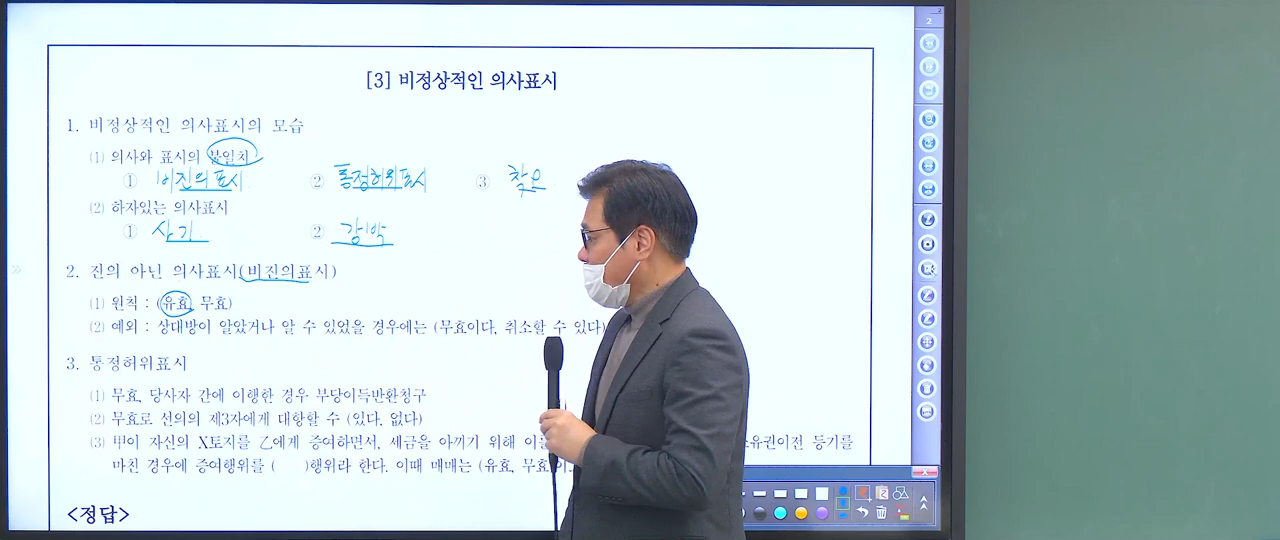 [3] 비정상적인 의사표시
1. 비정상적인 의사표시의 모습
(1) 의사와 표시의 불일치
① 비진의표시 ② 통정허위표시 ③ 착오
(2) 하자있는 의사표시
① 사기 ② 강박
2. 진의 아닌 의사표시(비진의표시)
(1) 원칙 : (유효, 무효)
(2) 예외 : 상대방이 알았거나 알 수 있었을 경우에는 (무효이다, 취소할 수 있다)
3. 통정허위표시
(1) 무효, 당사자 간에 이행한 경우 부당이득반환청구
(2) 무효로 선의의 제3자에게 대항할 수 (있다, 없다)
(3) 甲이 자신의 X토지를 乙에게 증여하면서, 세금을 아끼기 위해 이를 소유권이전 등기를
마친 경우에 증여행위를 ( )행위라 한다. 이때 매매는 (유효, 무효)
<정답>
2